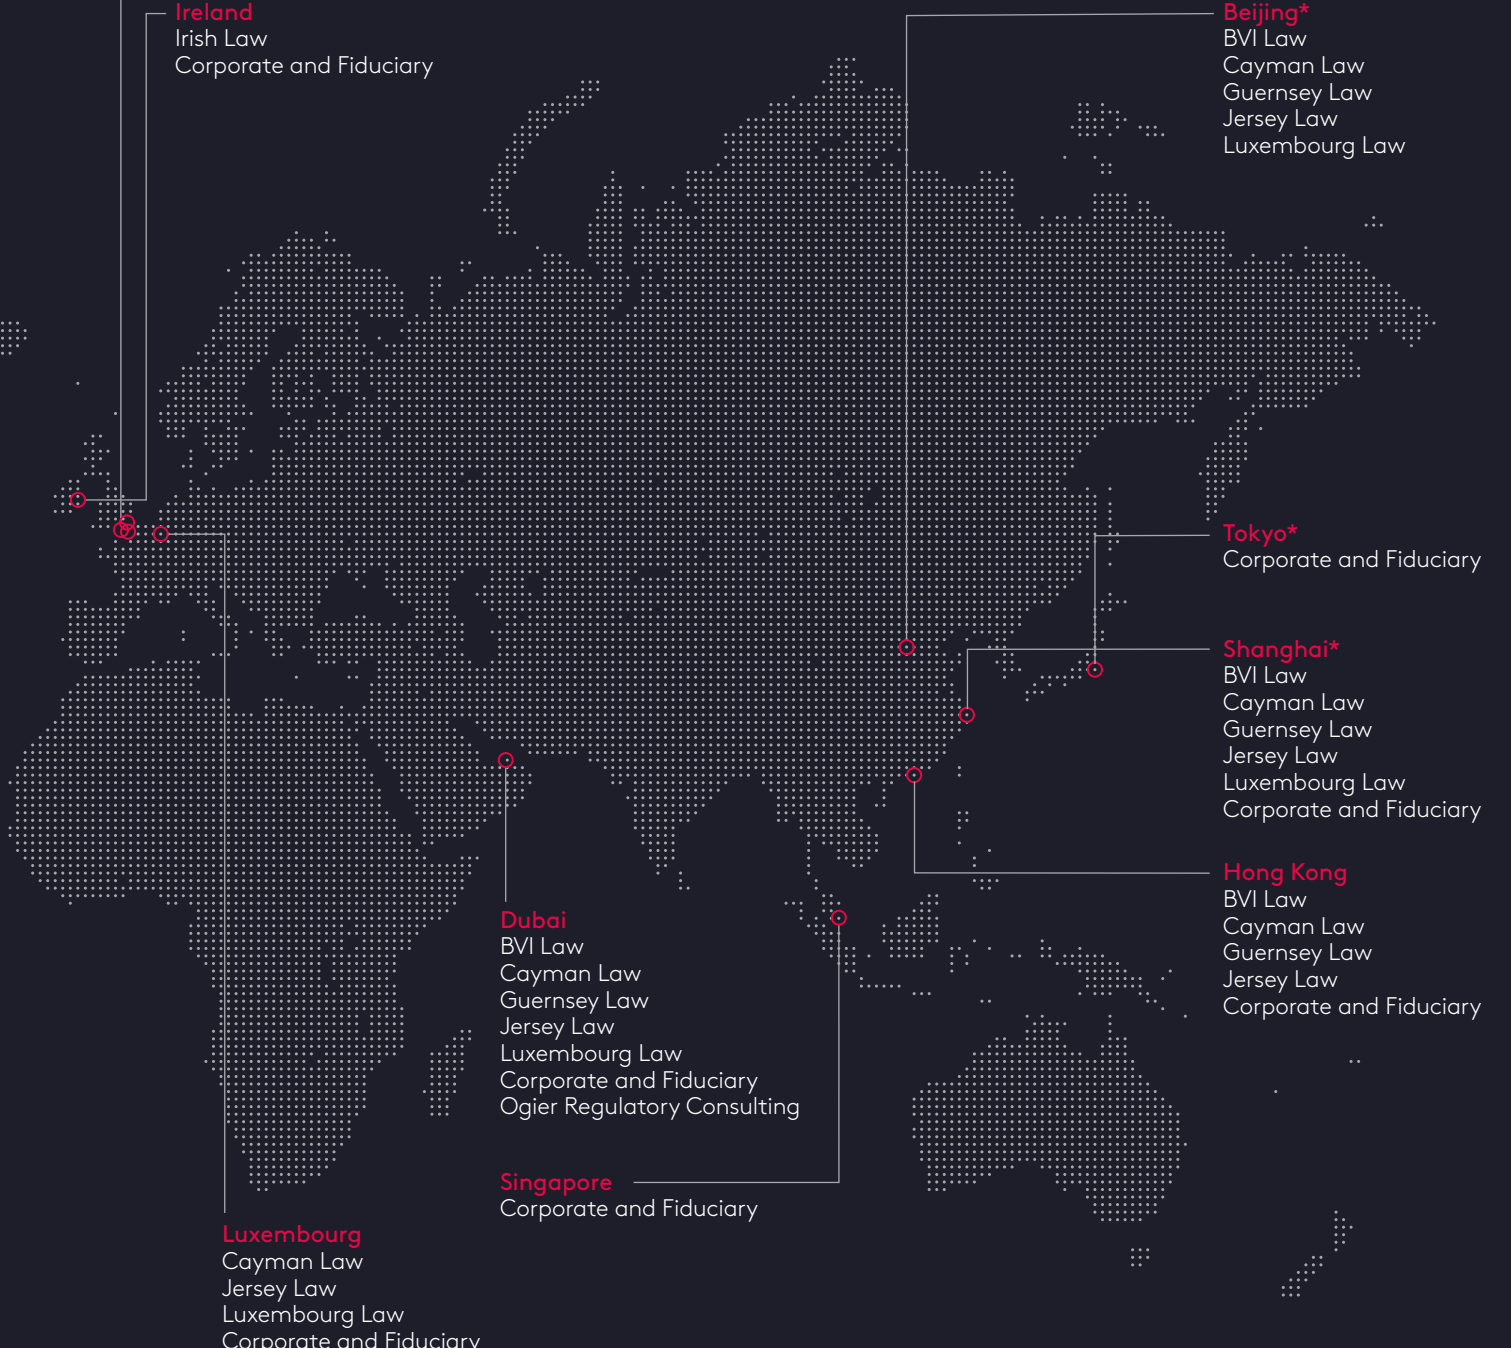 Ireland
Irish Law
Corporate and Fiduciary
Beijing*
BVI Law
Cayman Law
Guernsey Law
Jersey Law
Luxembourg Law
Tokyo*
Corporate and Fiduciary
Shanghai*
BVI Law
Cayman Law
Guernsey Law
Jersey Law
Luxembourg Law
Corporate and Fiduciary
Hong Kong
BVI Law
Cayman Law
Guernsey Law
Jersey Law
Corporate and Fiduciary
Dubai
BVI Law
Cayman Law
Guernsey Law
Jersey Law
Luxembourg Law
Corporate and Fiduciary
Ogier Regulatory Consulting
Singapore
Corporate and Fiduciary
Luxembourg
Cayman Law
Jersey Law
Luxembourg Law
Corporate and Fiduciary